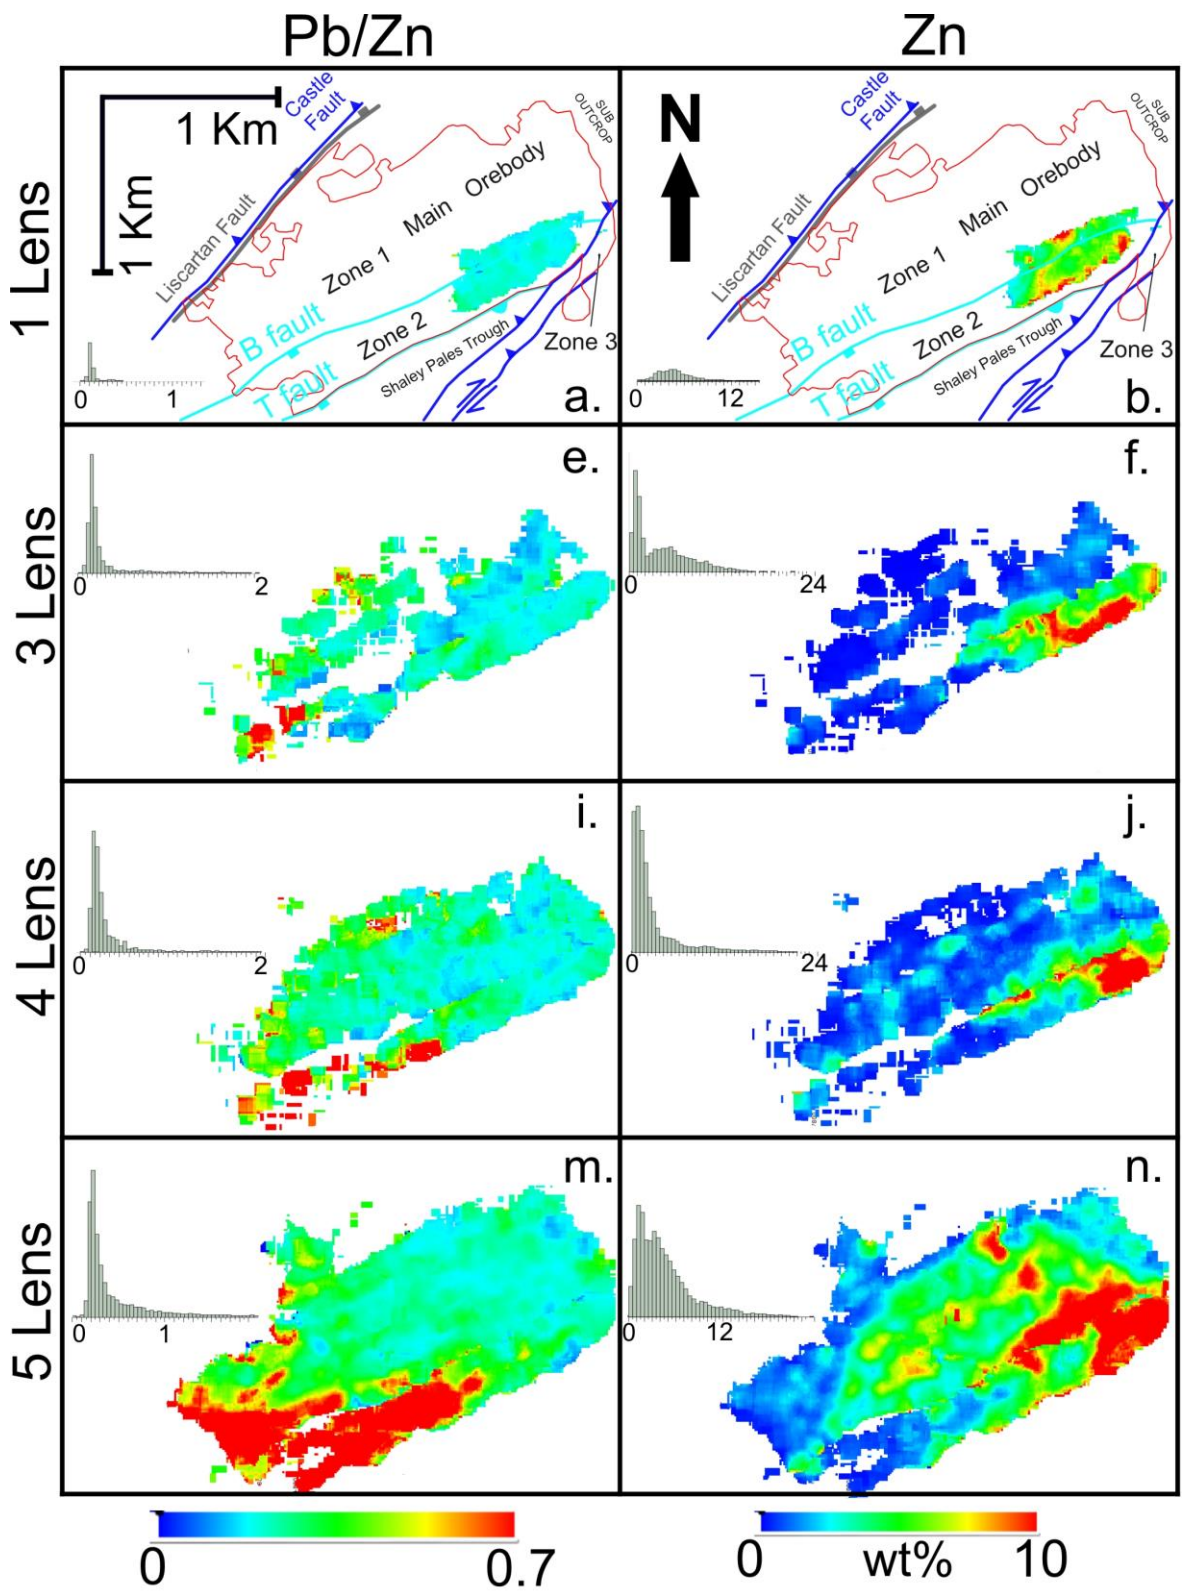 Pb/Zn
Zn
1 Lens
1 Km
1 Km
Castle
Fault
Liscartan Fault
SUB
OUTCROP
Main Orebody
Zone 1
B fault
Zone 2
T fault
Shaley Pales Trough
Zone 3
0 1
a.
N
Castle
Fault
Liscartan Fault
SUB
OUTCROP
Main Orebody
Zone 1
B fault
Zone 2
T fault
Shaley Pales Trough
Zone 3
0 12
b.
3 Lens
e.
0 2
f.
0 24
4 Lens
i.
0 2
j.
0 24
5 Lens
m.
0 1
n.
0 12
0 0.7
0 wt% 10